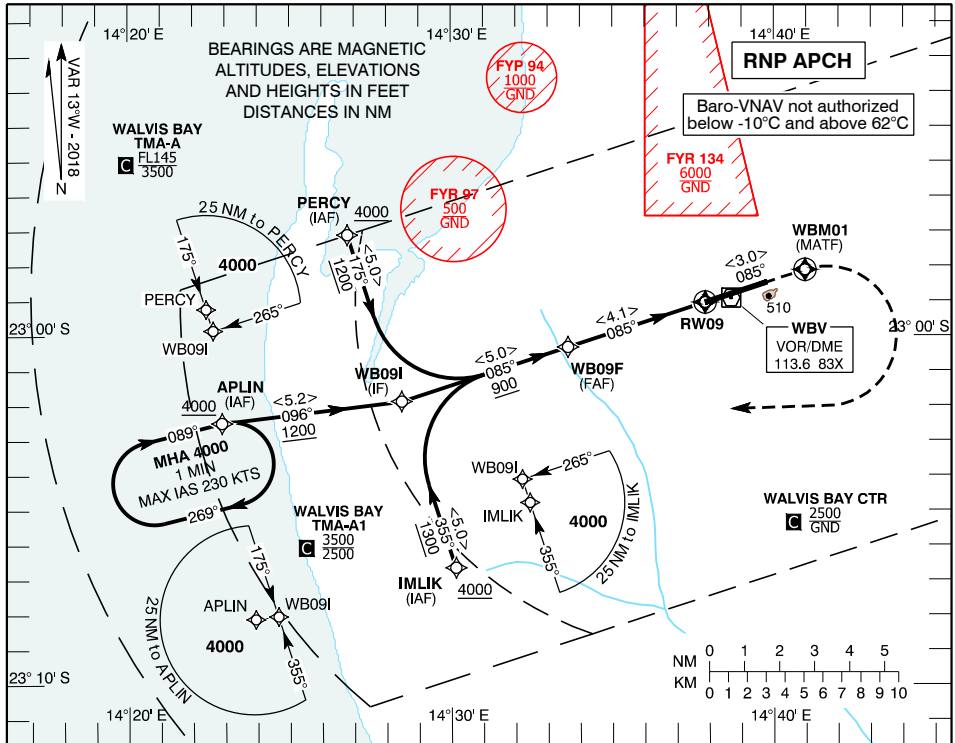 14°20' E
14°30' E
14°40' E
VAR 13°W - 2018
N
BEARINGS ARE MAGNETIC
ALTITUDES, ELEVATIONS
AND HEIGHTS IN FEET
DISTANCES IN NM
FYP 94
1000
GND
RNP APCH
Baro-VNAV not authorized
below -10°C and above 62°C
WALVIS BAY
TMA-A
C
FL145
3500
FYR 97
500
GND
FYR 134
6000
GND
PERCY
(IAF)
4000
25 NM to PERCY
175°
4000
PERCY
265°
WB09I
<5.0>
175°
1200
WBM01
(MATF)
<3.0>
085°
510
RW09
WBV
VOR/DME
113.6 83X
23° 00' S
23° 00' S
<4.1>
085°
WB09F
(FAF)
<5.0>
085°
900
WB09I
(IF)
APLIN
(IAF)
4000
<5.2>
096°
1200
089°
MHA 4000
1 MIN
MAX IAS 230 KTS
269°
WB09I
265°
IMLIK
4000
355°
25 NM to IMLIK
WALVIS BAY CTR
C
2500
GND
WALVIS BAY
TMA-A1
C
3500
2500
<5.0>
355°
1300
IMLIK
(IAF)
4000
175°
APLIN
WB09I
4000
355°
25 NM to APLIN
NM
0 1 2 3 4 5
KM
0 1 2 3 4 5 6 7 8 9 10
23° 10' S
14°20' E
14°30' E
14°40' E